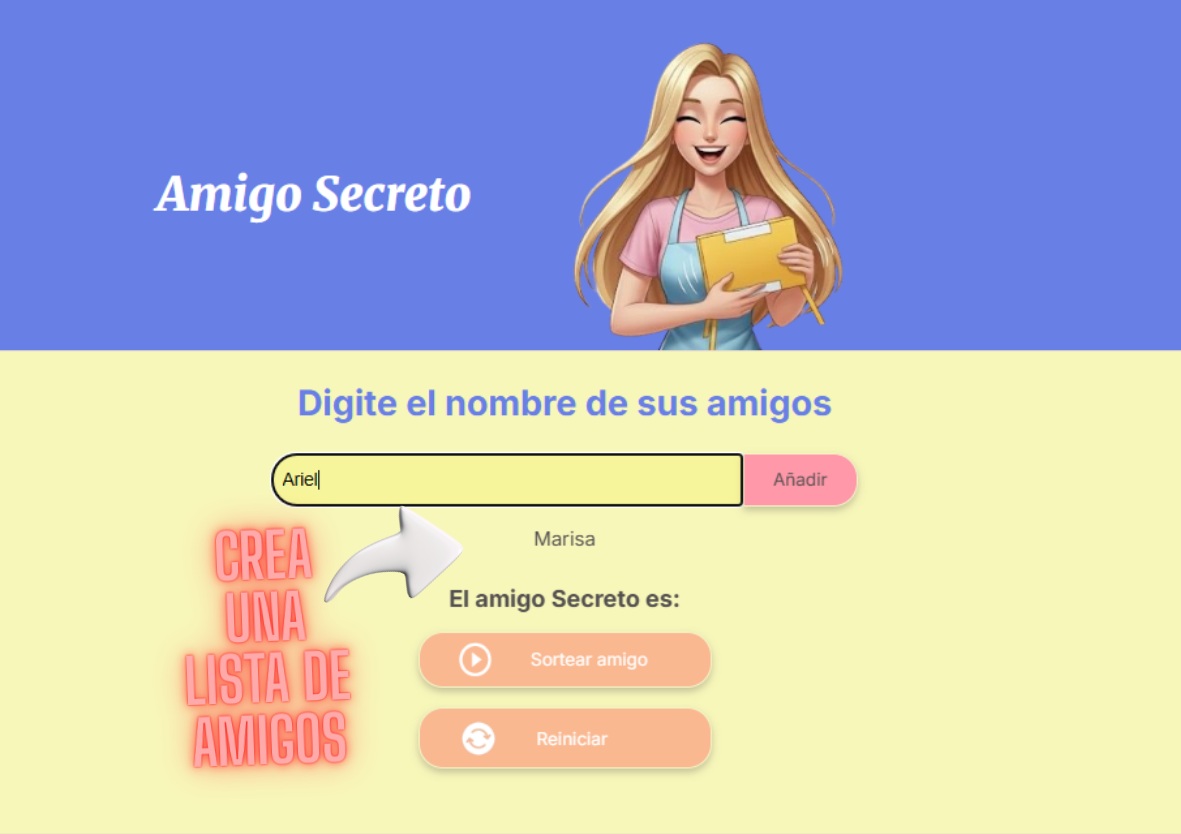 Amigo Secreto
Digite el nombre de sus amigos
Ariel
Añadir
Marisa
CREA
UNA
LISTA DE
AMIGOS
El amigo Secreto es:
Sortear amigo
Reiniciar